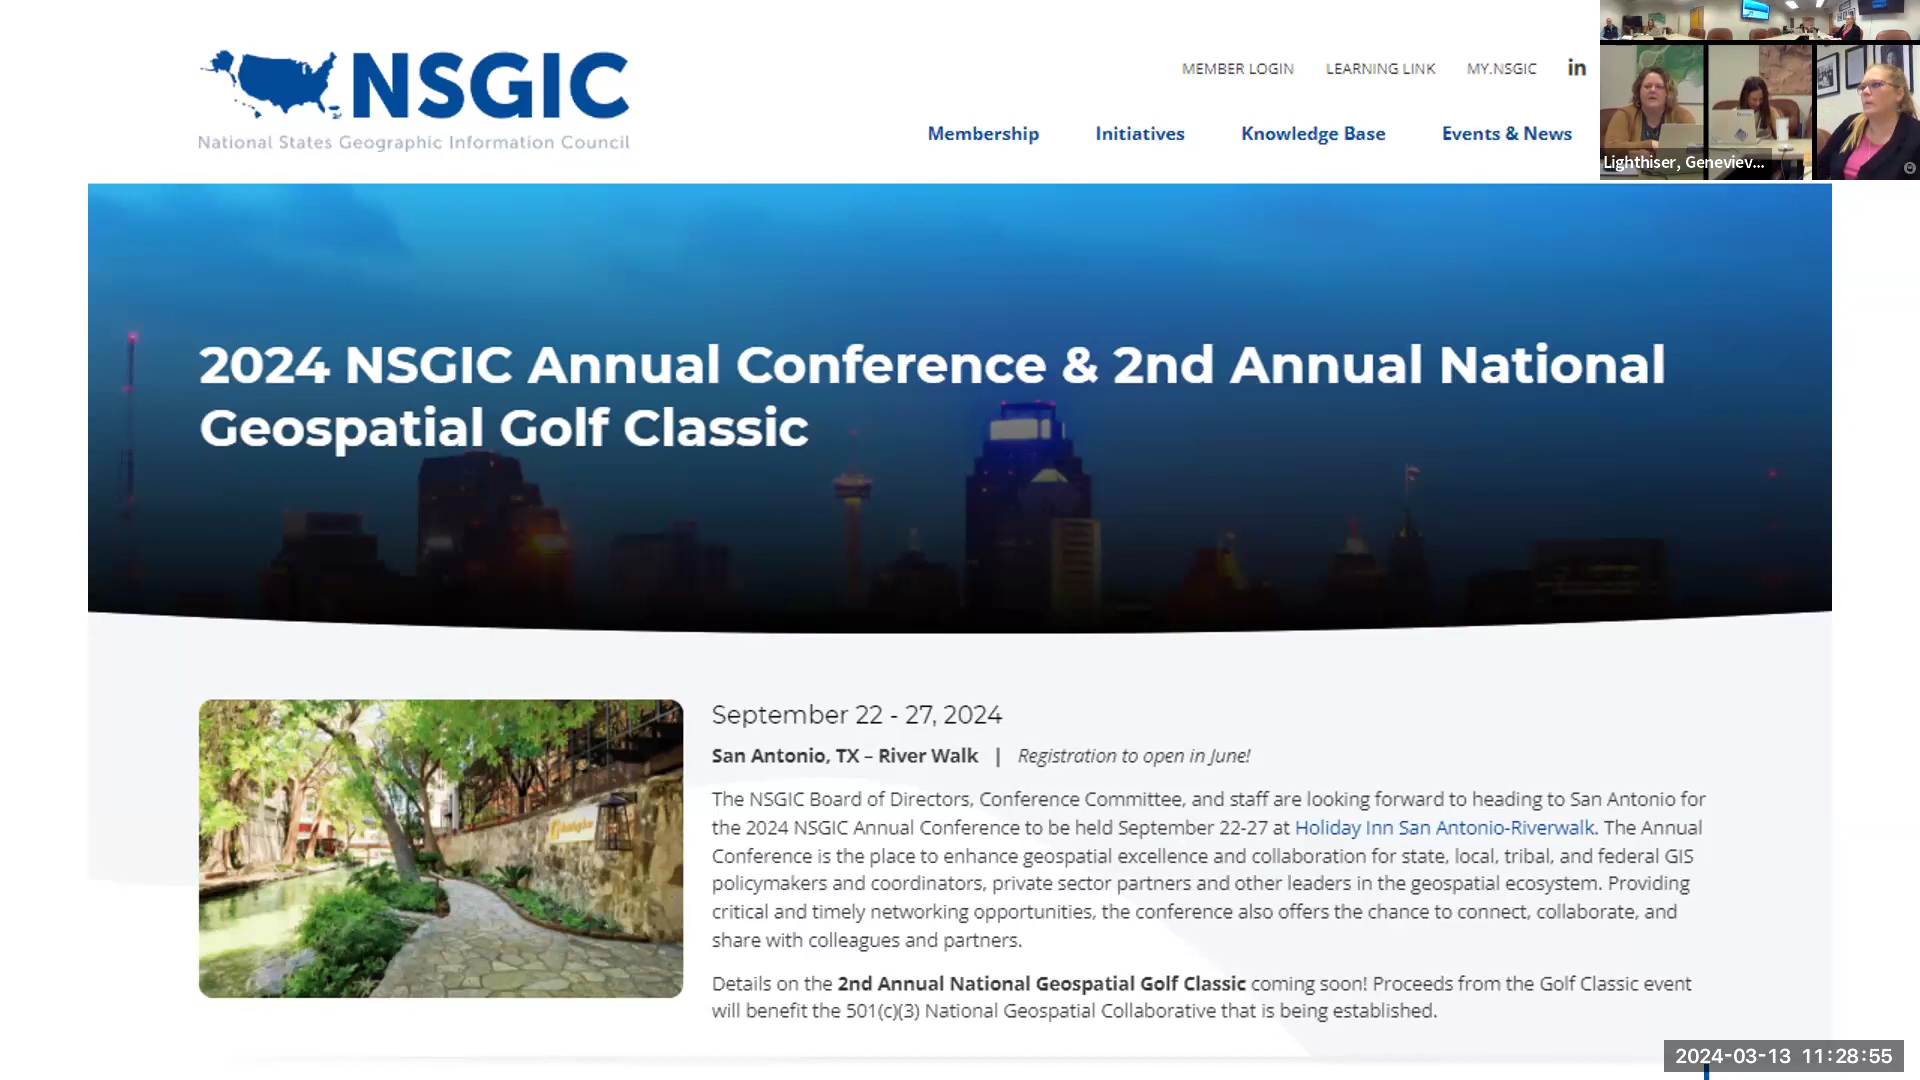 NSGIC
National States Geographic Information Council
MEMBER LOGIN LEARNING LINK MY.NSGIC in
Membership Initiatives Knowledge Base Events & News
Lighthiser, Geneviev...
2024 NSGIC Annual Conference & 2nd Annual National
Geospatial Golf Classic
September 22 - 27, 2024
San Antonio, TX – River Walk | Registration to open in June!
The NSGIC Board of Directors, Conference Committee, and staff are looking forward to heading to San Antonio for
the 2024 NSGIC Annual Conference to be held September 22-27 at Holiday Inn San Antonio-Riverwalk. The Annual
Conference is the place to enhance geospatial excellence and collaboration for state, local, tribal, and federal GIS
policymakers and coordinators, private sector partners and other leaders in the geospatial ecosystem. Providing
critical and timely networking opportunities, the conference also offers the chance to connect, collaborate, and
share with colleagues and partners.
Details on the 2nd Annual National Geospatial Golf Classic coming soon! Proceeds from the Golf Classic event
will benefit the 501(c)(3) National Geospatial Collaborative that is being established.
2024-03-13 11:28:55